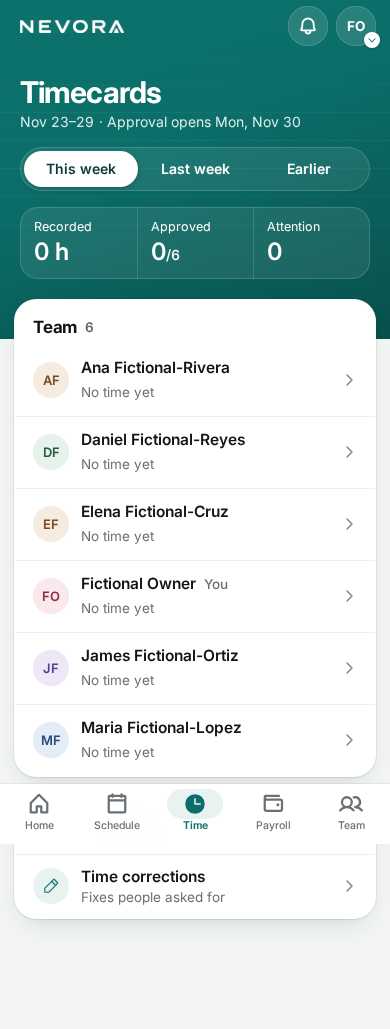 NEVORA
FO
Timecards
Nov 23–29 · Approval opens Mon, Nov 30
This week
Last week
Earlier
Recorded
Approved
Attention
0 h
0/6
0
Team 6
AF
Ana Fictional-Rivera
No time yet
DF
Daniel Fictional-Reyes
No time yet
EF
Elena Fictional-Cruz
No time yet
FO
Fictional Owner You
No time yet
JF
James Fictional-Ortiz
No time yet
MF
Maria Fictional-Lopez
No time yet
Home
Schedule
Time
Payroll
Team
Time corrections
Fixes people asked for